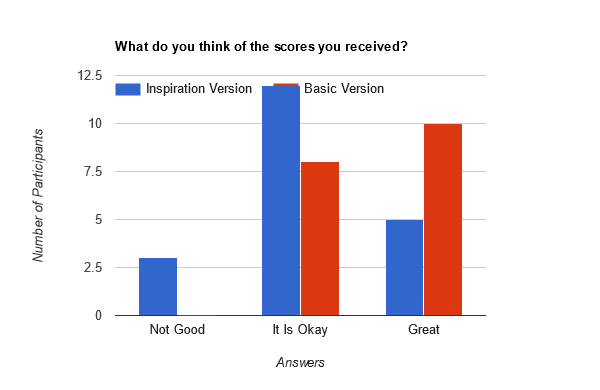 What do you think of the scores you received?
12.5
Inspiration Version Basic Version
10
7.5
5
2.5
0
Number of Participants
Not Good It Is Okay Great
Answers